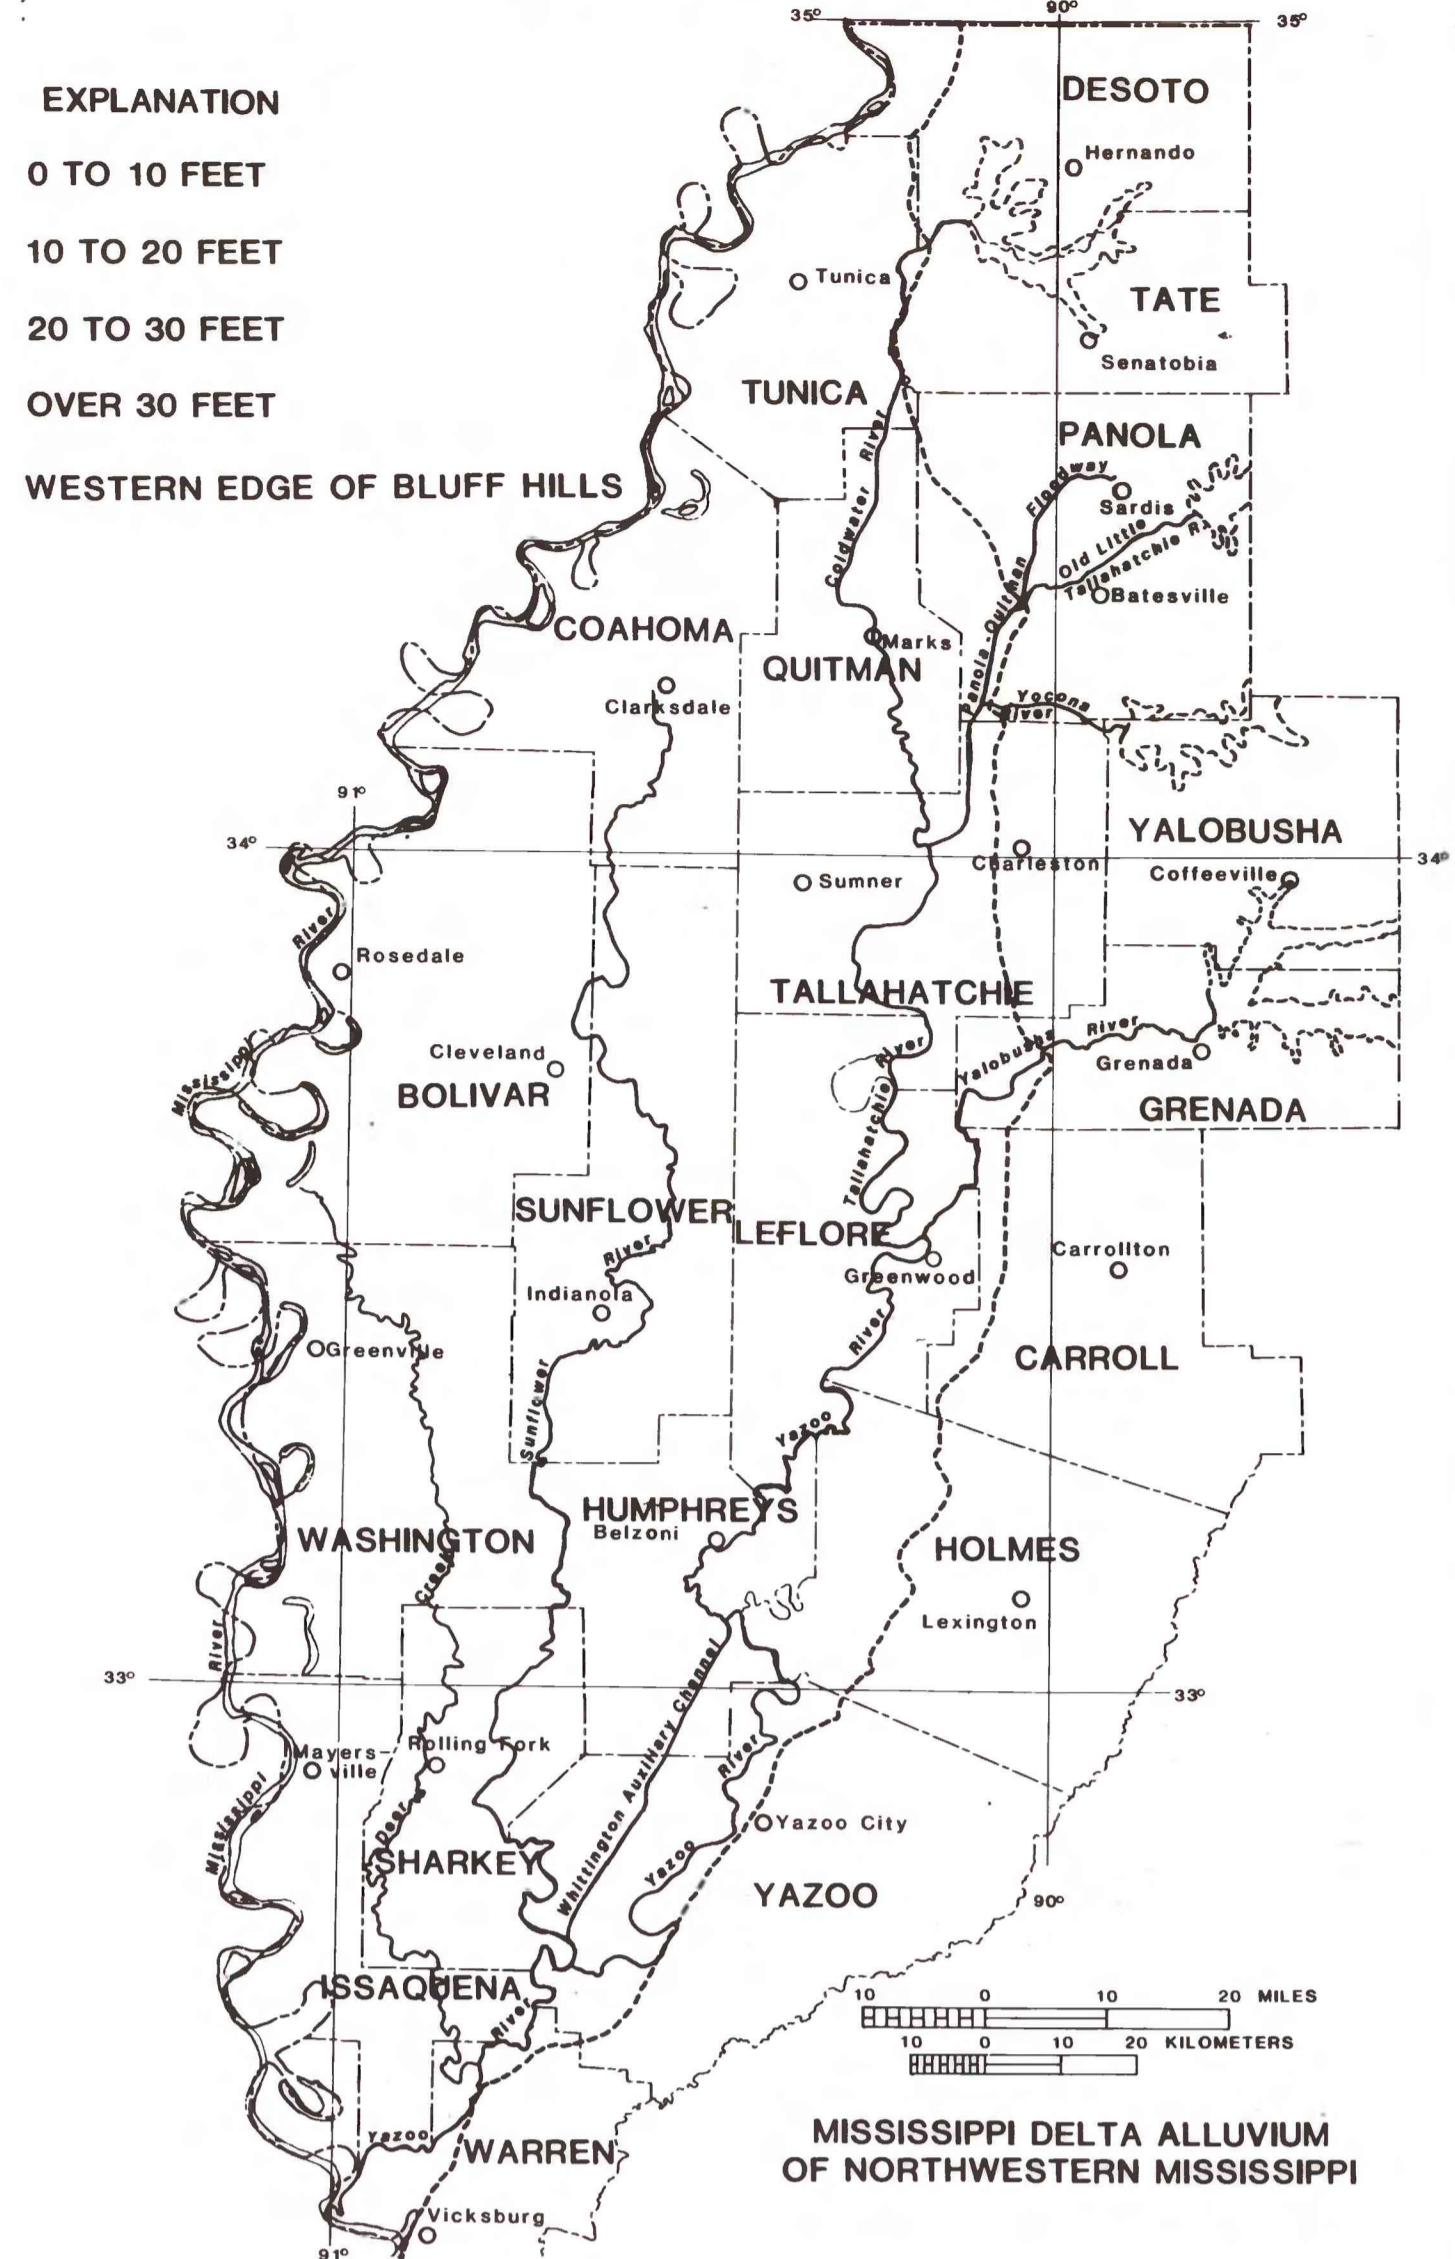 35°
90°
35°
EXPLANATION
0 TO 10 FEET
10 TO 20 FEET
20 TO 30 FEET
OVER 30 FEET
WESTERN EDGE OF BLUFF HILLS
DESOTO
Hernando
Tunica
TATE
Senatobia
TUNICA
Coldwater River
PANOLA
Panola-Quitman Floodway
Sardis
Old Little
Tallahatchie R.
Batesville
COAHOMA
Marks
QUITMAN
Clarksdale
Yocona
River
91°
34°
YALOBUSHA
34°
Charleston
Coffeeville
Sumner
River
Rosedale
TALLAHATCHIE
Mississippi
Cleveland
BOLIVAR
River
Tallahatchie
Yalobusha
River
Grenada
GRENADA
SUNFLOWER
LEFLORE
River
Indianola
Greenwood
Carrollton
Greenville
River
CARROLL
Sunflower
Yazoo
HUMPHREYS
Belzoni
WASHINGTON
HOLMES
Creek
Lexington
River
33°
33°
Whittington Auxiliary Channel
Mayers-
ville
Rolling Fork
River
Mississippi
Deer
Yazoo City
SHARKEY
Yazoo
YAZOO
90°
ISSAQUENA
River
10 0 10 20 MILES
10 0 10 20 KILOMETERS
Yazoo
WARREN
MISSISSIPPI DELTA ALLUVIUM
OF NORTHWESTERN MISSISSIPPI
Vicksburg
91°